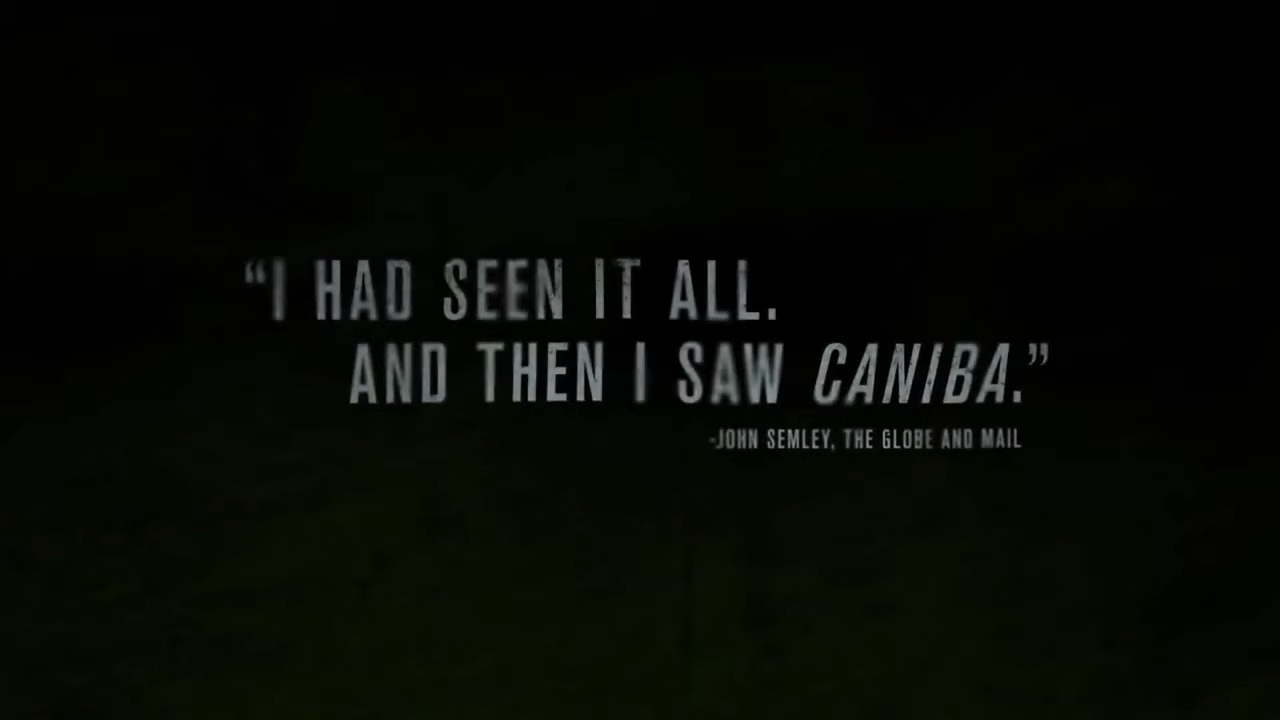 “I HAD SEEN IT ALL.
AND THEN I SAW CANIBA.”
-JOHN SEMLEY, THE GLOBE AND MAIL